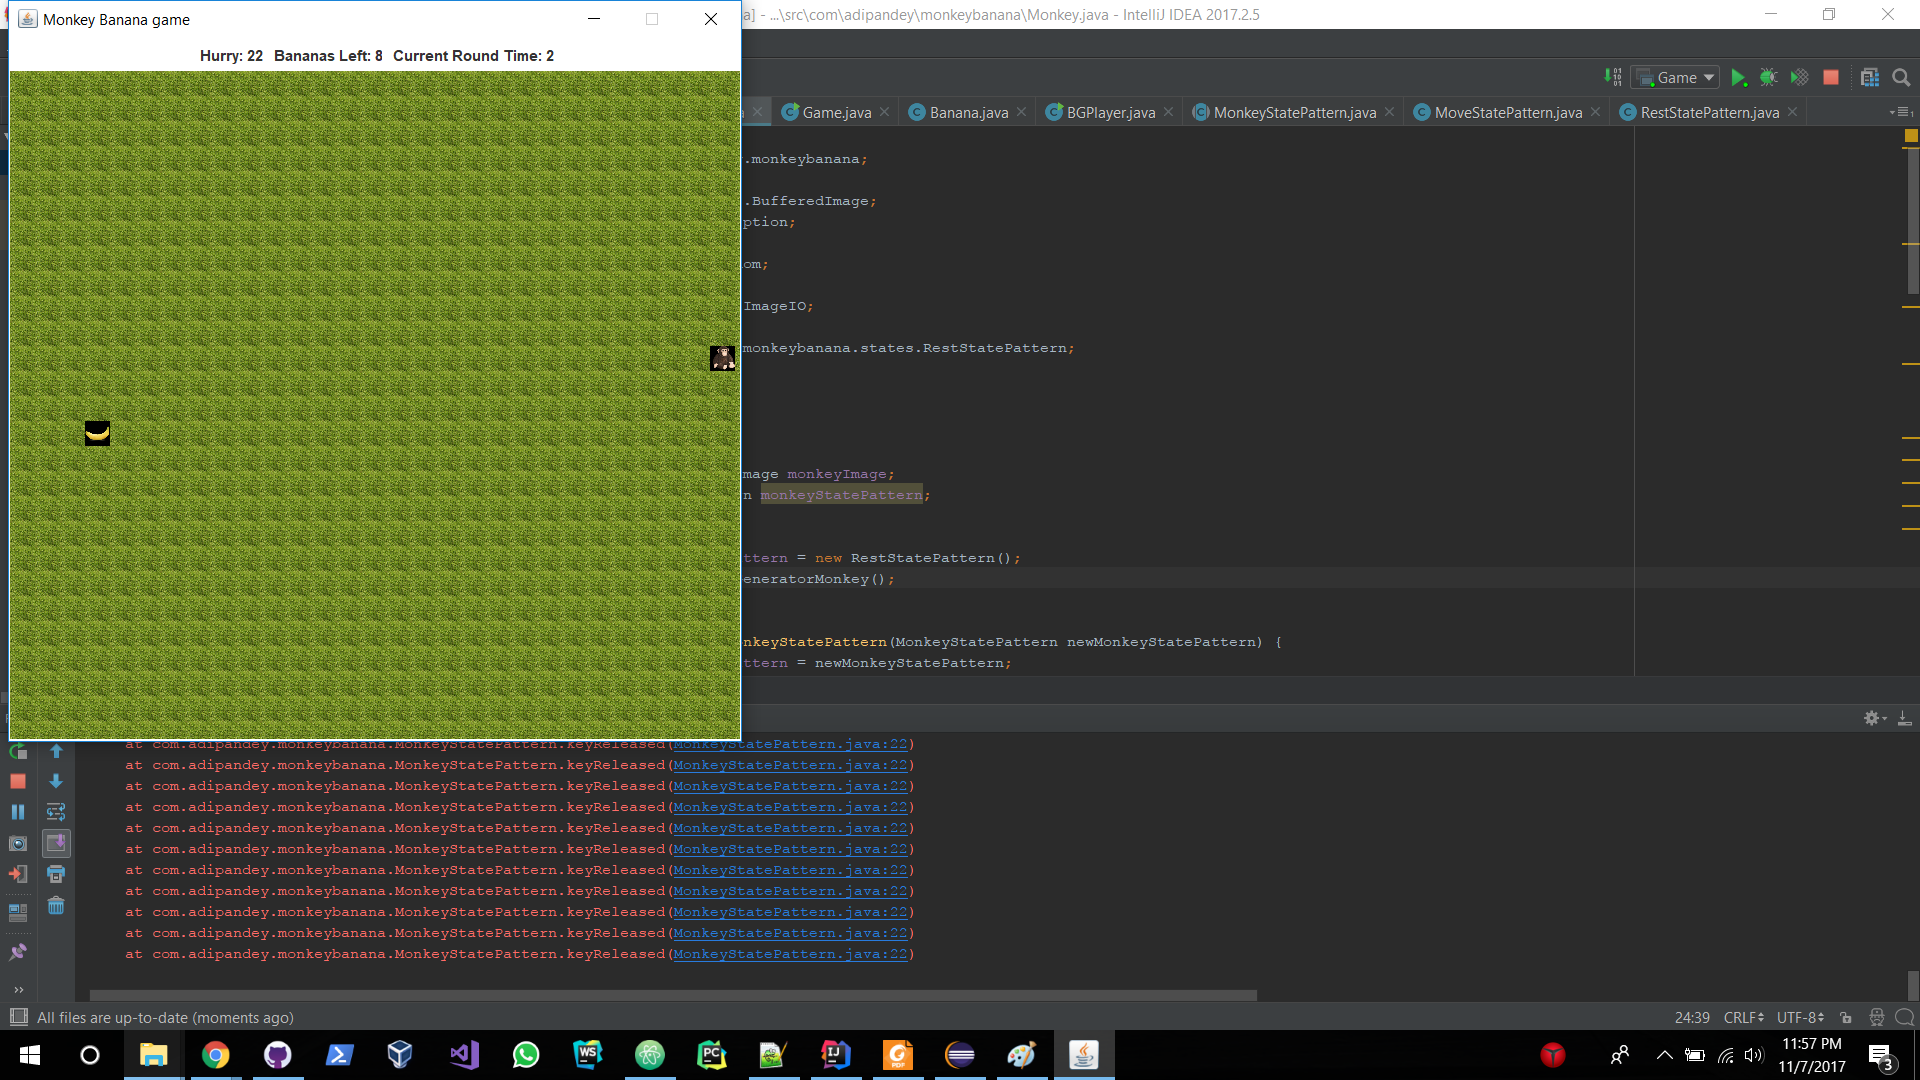 Monkey Banana game
a] - ...\src\com\adipandey\monkeybanana\Monkey.java - IntelliJ IDEA 2017.2.5
Hurry: 22 Bananas Left: 8 Current Round Time: 2
Game
Game.java Banana.java BGPlayer.java MonkeyStatePattern.java MoveStatePattern.java RestStatePattern.java
.monkeybanana;
.BufferedImage;
ption;
om;
ImageIO;
monkeybanana.states.RestStatePattern;
mage monkeyImage;
n monkeyStatePattern;
ttern = new RestStatePattern();
eneratorMonkey();
nkeyStatePattern(MonkeyStatePattern newMonkeyStatePattern) {
ttern = newMonkeyStatePattern;
at com.adipandey.monkeybanana.MonkeyStatePattern.keyReleased(MonkeyStatePattern.java:22)
at com.adipandey.monkeybanana.MonkeyStatePattern.keyReleased(MonkeyStatePattern.java:22)
at com.adipandey.monkeybanana.MonkeyStatePattern.keyReleased(MonkeyStatePattern.java:22)
at com.adipandey.monkeybanana.MonkeyStatePattern.keyReleased(MonkeyStatePattern.java:22)
at com.adipandey.monkeybanana.MonkeyStatePattern.keyReleased(MonkeyStatePattern.java:22)
at com.adipandey.monkeybanana.MonkeyStatePattern.keyReleased(MonkeyStatePattern.java:22)
at com.adipandey.monkeybanana.MonkeyStatePattern.keyReleased(MonkeyStatePattern.java:22)
at com.adipandey.monkeybanana.MonkeyStatePattern.keyReleased(MonkeyStatePattern.java:22)
at com.adipandey.monkeybanana.MonkeyStatePattern.keyReleased(MonkeyStatePattern.java:22)
at com.adipandey.monkeybanana.MonkeyStatePattern.keyReleased(MonkeyStatePattern.java:22)
at com.adipandey.monkeybanana.MonkeyStatePattern.keyReleased(MonkeyStatePattern.java:22)
All files are up-to-date (moments ago)
24:39 CRLF UTF-8
WS PC IJ PDF
11:57 PM
11/7/2017
3